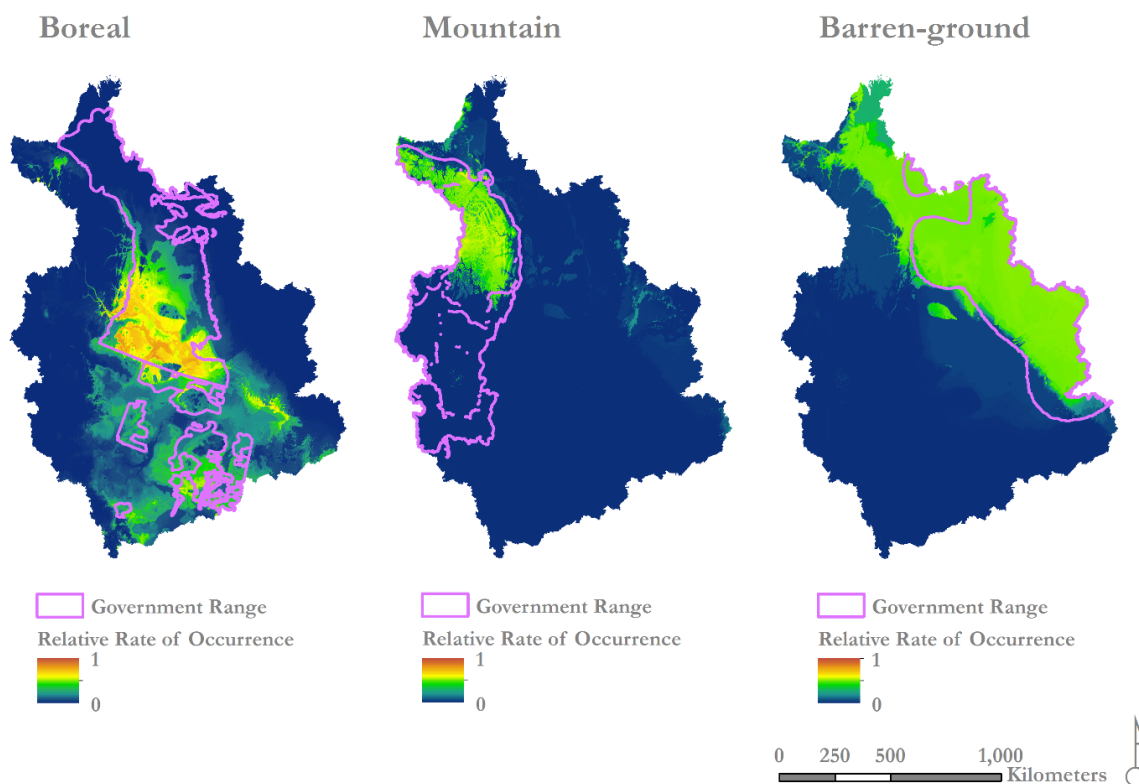 Boreal
Mountain
Barren-ground
Government Range
Relative Rate of Occurrence
1
0
Government Range
Relative Rate of Occurrence
1
0
Government Range
Relative Rate of Occurrence
1
0
0 250 500 1,000
Kilometers